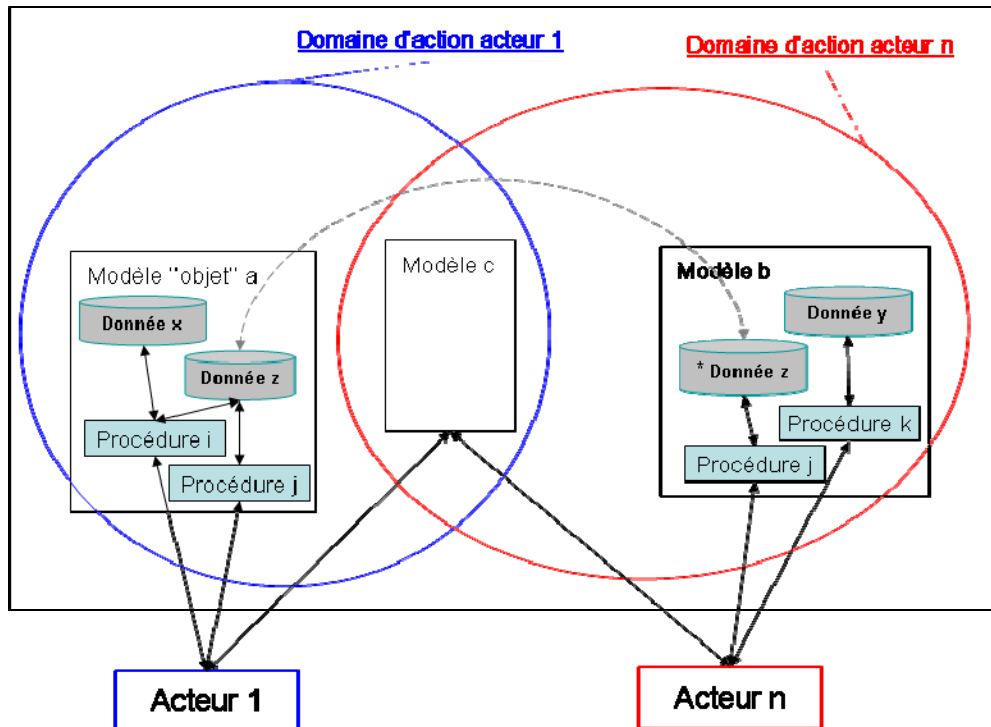 Domaine d'action acteur 1
Domaine d'action acteur n
Modèle "objet" a
Donnée x
Donnée z
Procédure i
Procédure j
Modèle c
Modèle b
Donnée y
* Donnée z
Procédure k
Procédure j
Acteur 1
Acteur n